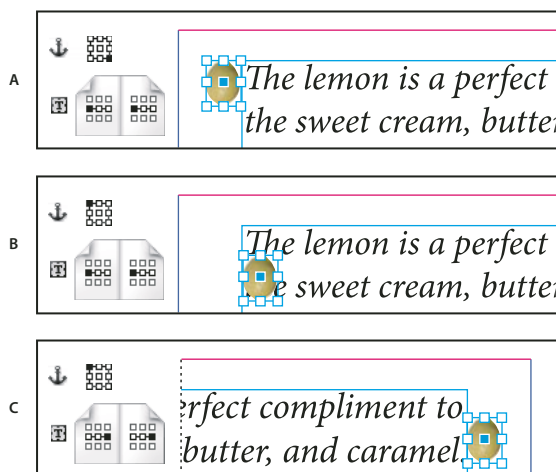 A
The lemon is a perfect
the sweet cream, butter
B
The lemon is a perfect
e sweet cream, butter
C
rfect compliment to
butter, and caramel.